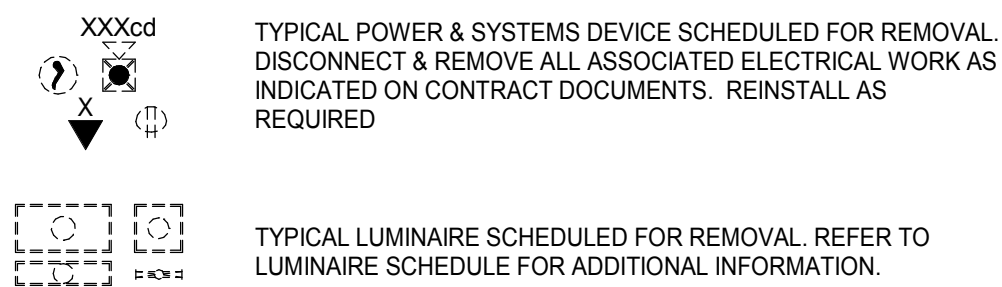 XXXcd
X
TYPICAL POWER & SYSTEMS DEVICE SCHEDULED FOR REMOVAL.
DISCONNECT & REMOVE ALL ASSOCIATED ELECTRICAL WORK AS
INDICATED ON CONTRACT DOCUMENTS. REINSTALL AS
REQUIRED
TYPICAL LUMINAIRE SCHEDULED FOR REMOVAL. REFER TO
LUMINAIRE SCHEDULE FOR ADDITIONAL INFORMATION.